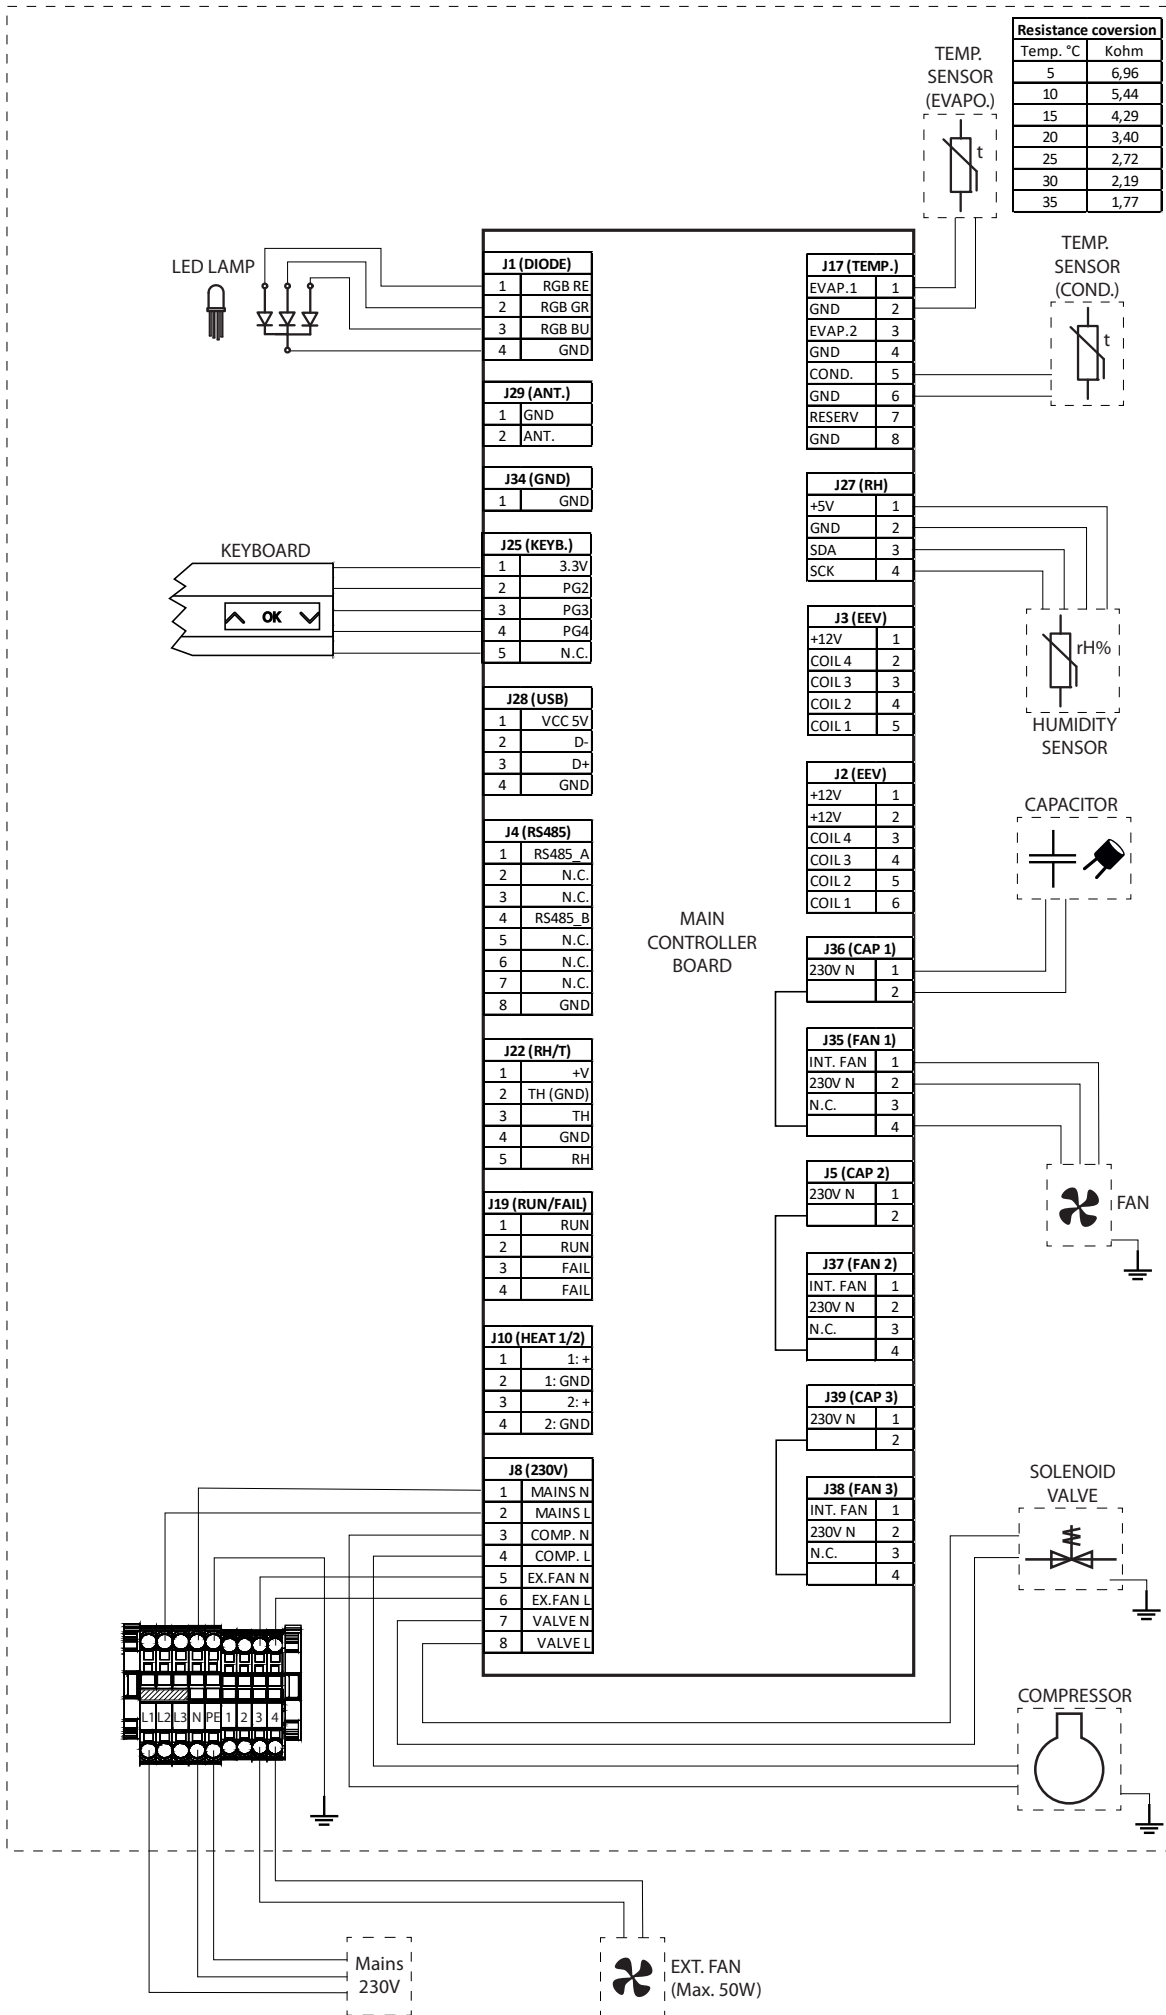 Resistance coversion
Temp. °C Kohm
5 6,96
10 5,44
15 4,29
20 3,40
25 2,72
30 2,19
35 1,77
TEMP.
SENSOR
(EVAPO.)
t
TEMP.
SENSOR
(COND.)
t
LED LAMP
J1 (DIODE)
1 RGB RE
2 RGB GR
3 RGB BU
4 GND
J29 (ANT.)
1 GND
2 ANT.
J34 (GND)
1 GND
KEYBOARD
OK
J25 (KEYB.)
1 3.3V
2 PG2
3 PG3
4 PG4
5 N.C.
J28 (USB)
1 VCC 5V
2 D-
3 D+
4 GND
J4 (RS485)
1 RS485_A
2 N.C.
3 N.C.
4 RS485_B
5 N.C.
6 N.C.
7 N.C.
8 GND
J22 (RH/T)
1 +V
2 TH (GND)
3 TH
4 GND
5 RH
J19 (RUN/FAIL)
1 RUN
2 RUN
3 FAIL
4 FAIL
J10 (HEAT 1/2)
1 1: +
2 1: GND
3 2: +
4 2: GND
J8 (230V)
1 MAINS N
2 MAINS L
3 COMP. N
4 COMP. L
5 EX.FAN N
6 EX.FAN L
7 VALVE N
8 VALVE L
MAIN
CONTROLLER
BOARD
J17 (TEMP.)
EVAP.1 1
GND 2
EVAP.2 3
GND 4
COND. 5
GND 6
RESERV 7
GND 8
J27 (RH)
+5V 1
GND 2
SDA 3
SCK 4
rH%
HUMIDITY
SENSOR
J3 (EEV)
+12V 1
COIL 4 2
COIL 3 3
COIL 2 4
COIL 1 5
J2 (EEV)
+12V 1
+12V 2
COIL 4 3
COIL 3 4
COIL 2 5
COIL 1 6
CAPACITOR
J36 (CAP 1)
230V N 1
2
J35 (FAN 1)
INT. FAN 1
230V N 2
N.C. 3
4
FAN
J5 (CAP 2)
230V N 1
2
J37 (FAN 2)
INT. FAN 1
230V N 2
N.C. 3
4
J39 (CAP 3)
230V N 1
2
J38 (FAN 3)
INT. FAN 1
230V N 2
N.C. 3
4
SOLENOID
VALVE
COMPRESSOR
L1 L2 L3 N PE 1 2 3 4
Mains
230V
EXT. FAN
(Max. 50W)